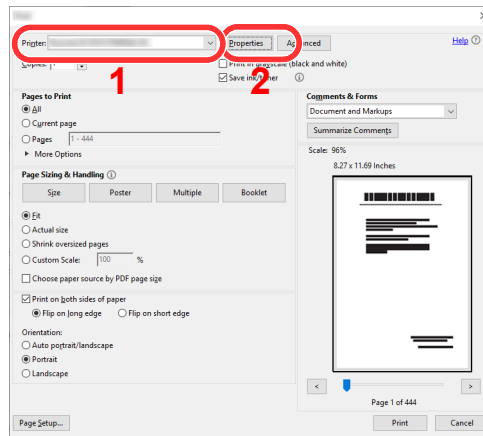 Printer:
Properties
Advanced
Help
Copies:
Print in grayscale (black and white)
Save ink/toner
1
2
Pages to Print
All
Current page
Pages
1 - 444
More Options
Page Sizing & Handling
Size
Poster
Multiple
Booklet
Fit
Actual size
Shrink oversized pages
Custom Scale:
100
%
Choose paper source by PDF page size
Print on both sides of paper
Flip on long edge
Flip on short edge
Orientation:
Auto portrait/landscape
Portrait
Landscape
Comments & Forms
Document and Markups
Summarize Comments
Scale: 96%
8.27 x 11.69 Inches
<
>
Page 1 of 444
Page Setup...
Print
Cancel